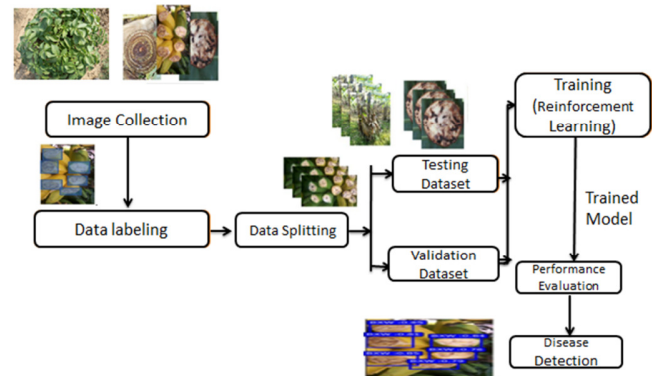 Image Collection
Data labeling
Data Splitting
Testing
Dataset
Validation
Dataset
Training
(Reinforcement
Learning)
Trained
Model
Performance
Evaluation
Disease
Detection